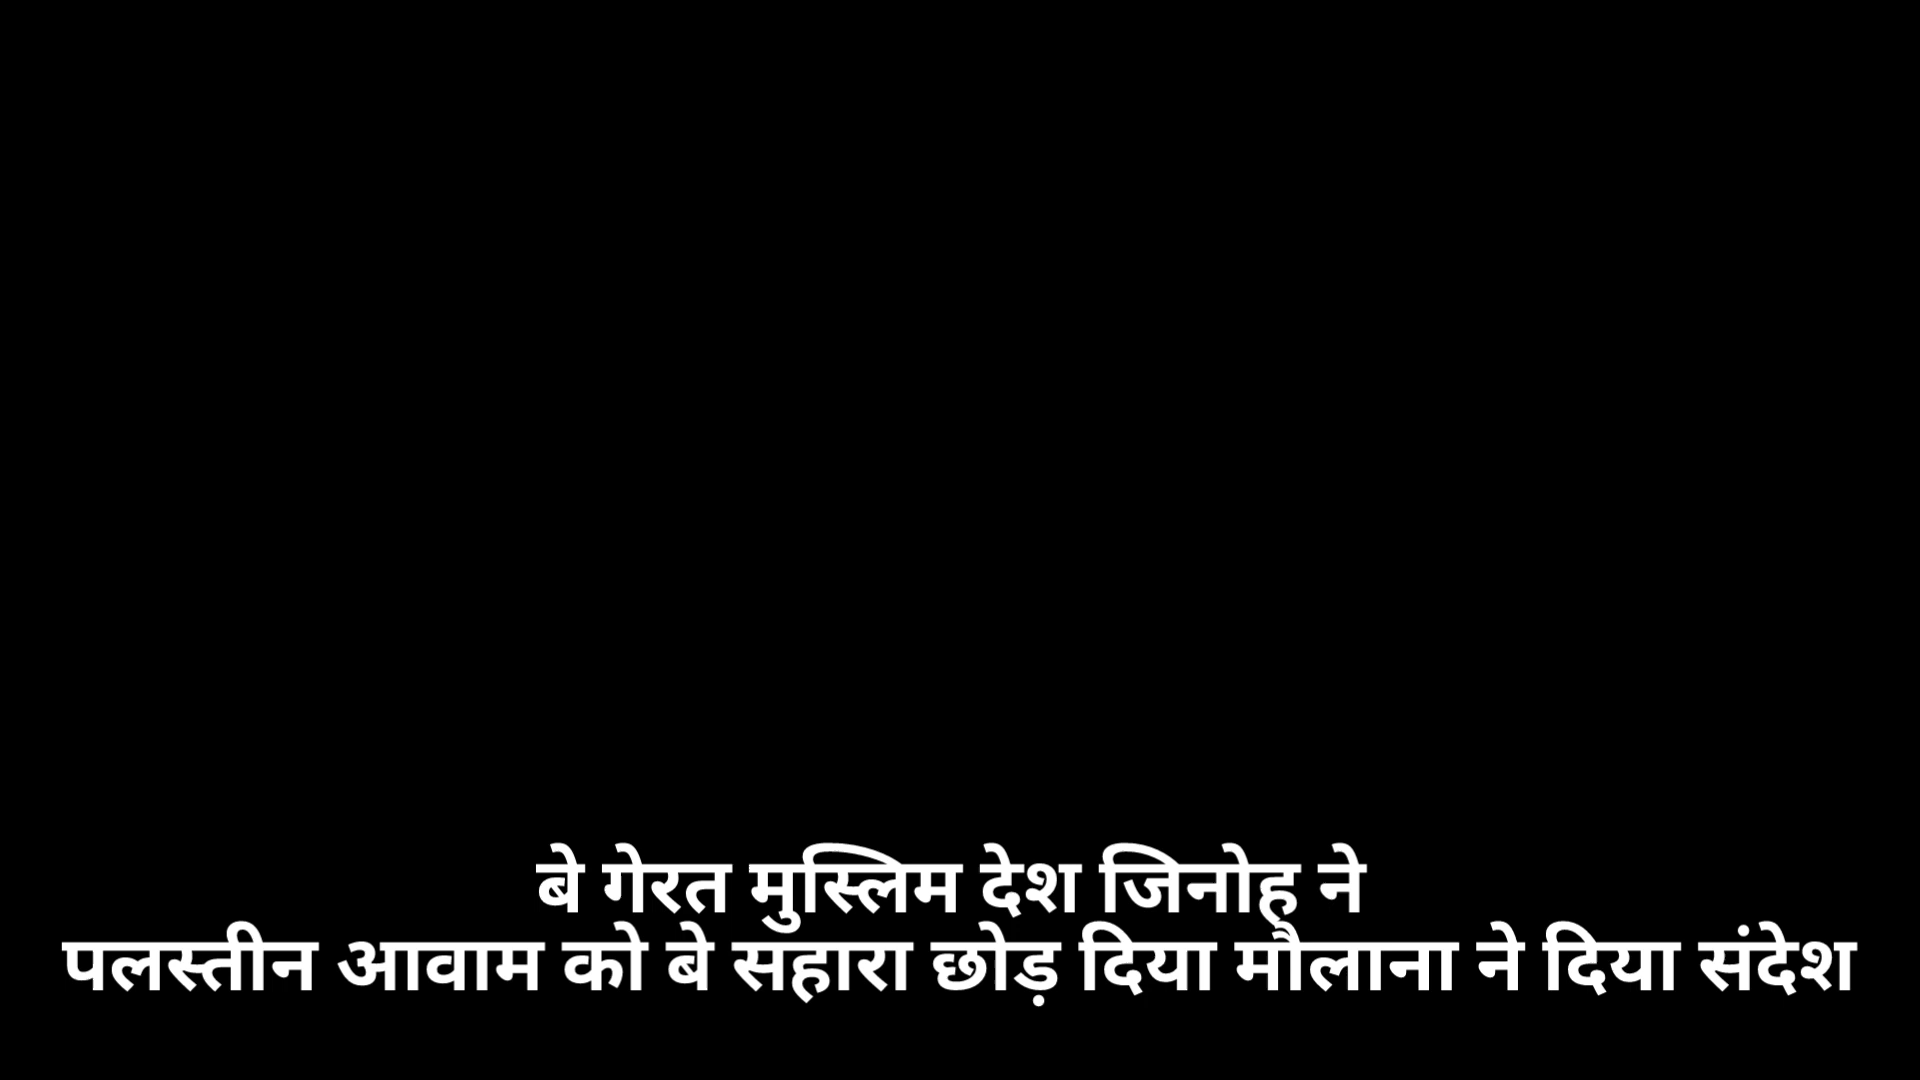 बे गेरत मुस्लिम देश जिनोह ने
पलस्तीन आवाम को बे सहारा छोड़ दिया मौलाना ने दिया संदेश